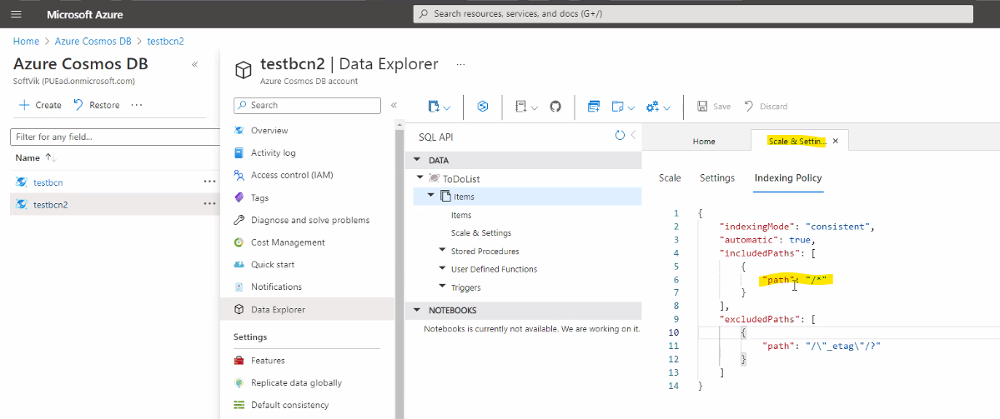 Microsoft Azure
Search resources, services, and docs (G+/)
Home > Azure Cosmos DB > testbcn2
Azure Cosmos DB
SoftVik (PUEad.onmicrosoft.com)
Create Restore ...
Filter for any field...
Name
testbcn ...
testbcn2 ...
testbcn2 | Data Explorer ...
Azure Cosmos DB account
Search
Overview
Activity log
Access control (IAM)
Tags
Diagnose and solve problems
Cost Management
Quick start
Notifications
Data Explorer
Settings
Features
Replicate data globally
Default consistency
Save Discard
SQL API
DATA
ToDoList
Items
Items
Scale & Settings
Stored Procedures
User Defined Functions
Triggers
NOTEBOOKS
Notebooks is currently not available. We are working on it.
Home Scale & Settin...
Scale Settings Indexing Policy
1 {
2 "indexingMode": "consistent",
3 "automatic": true,
4 "includedPaths": [
5 {
6 "path": "/*"
7 }
8 ],
9 "excludedPaths": [
10 {
11 "path": "/\"_etag\"/?"
12 }
13 ]
14 }